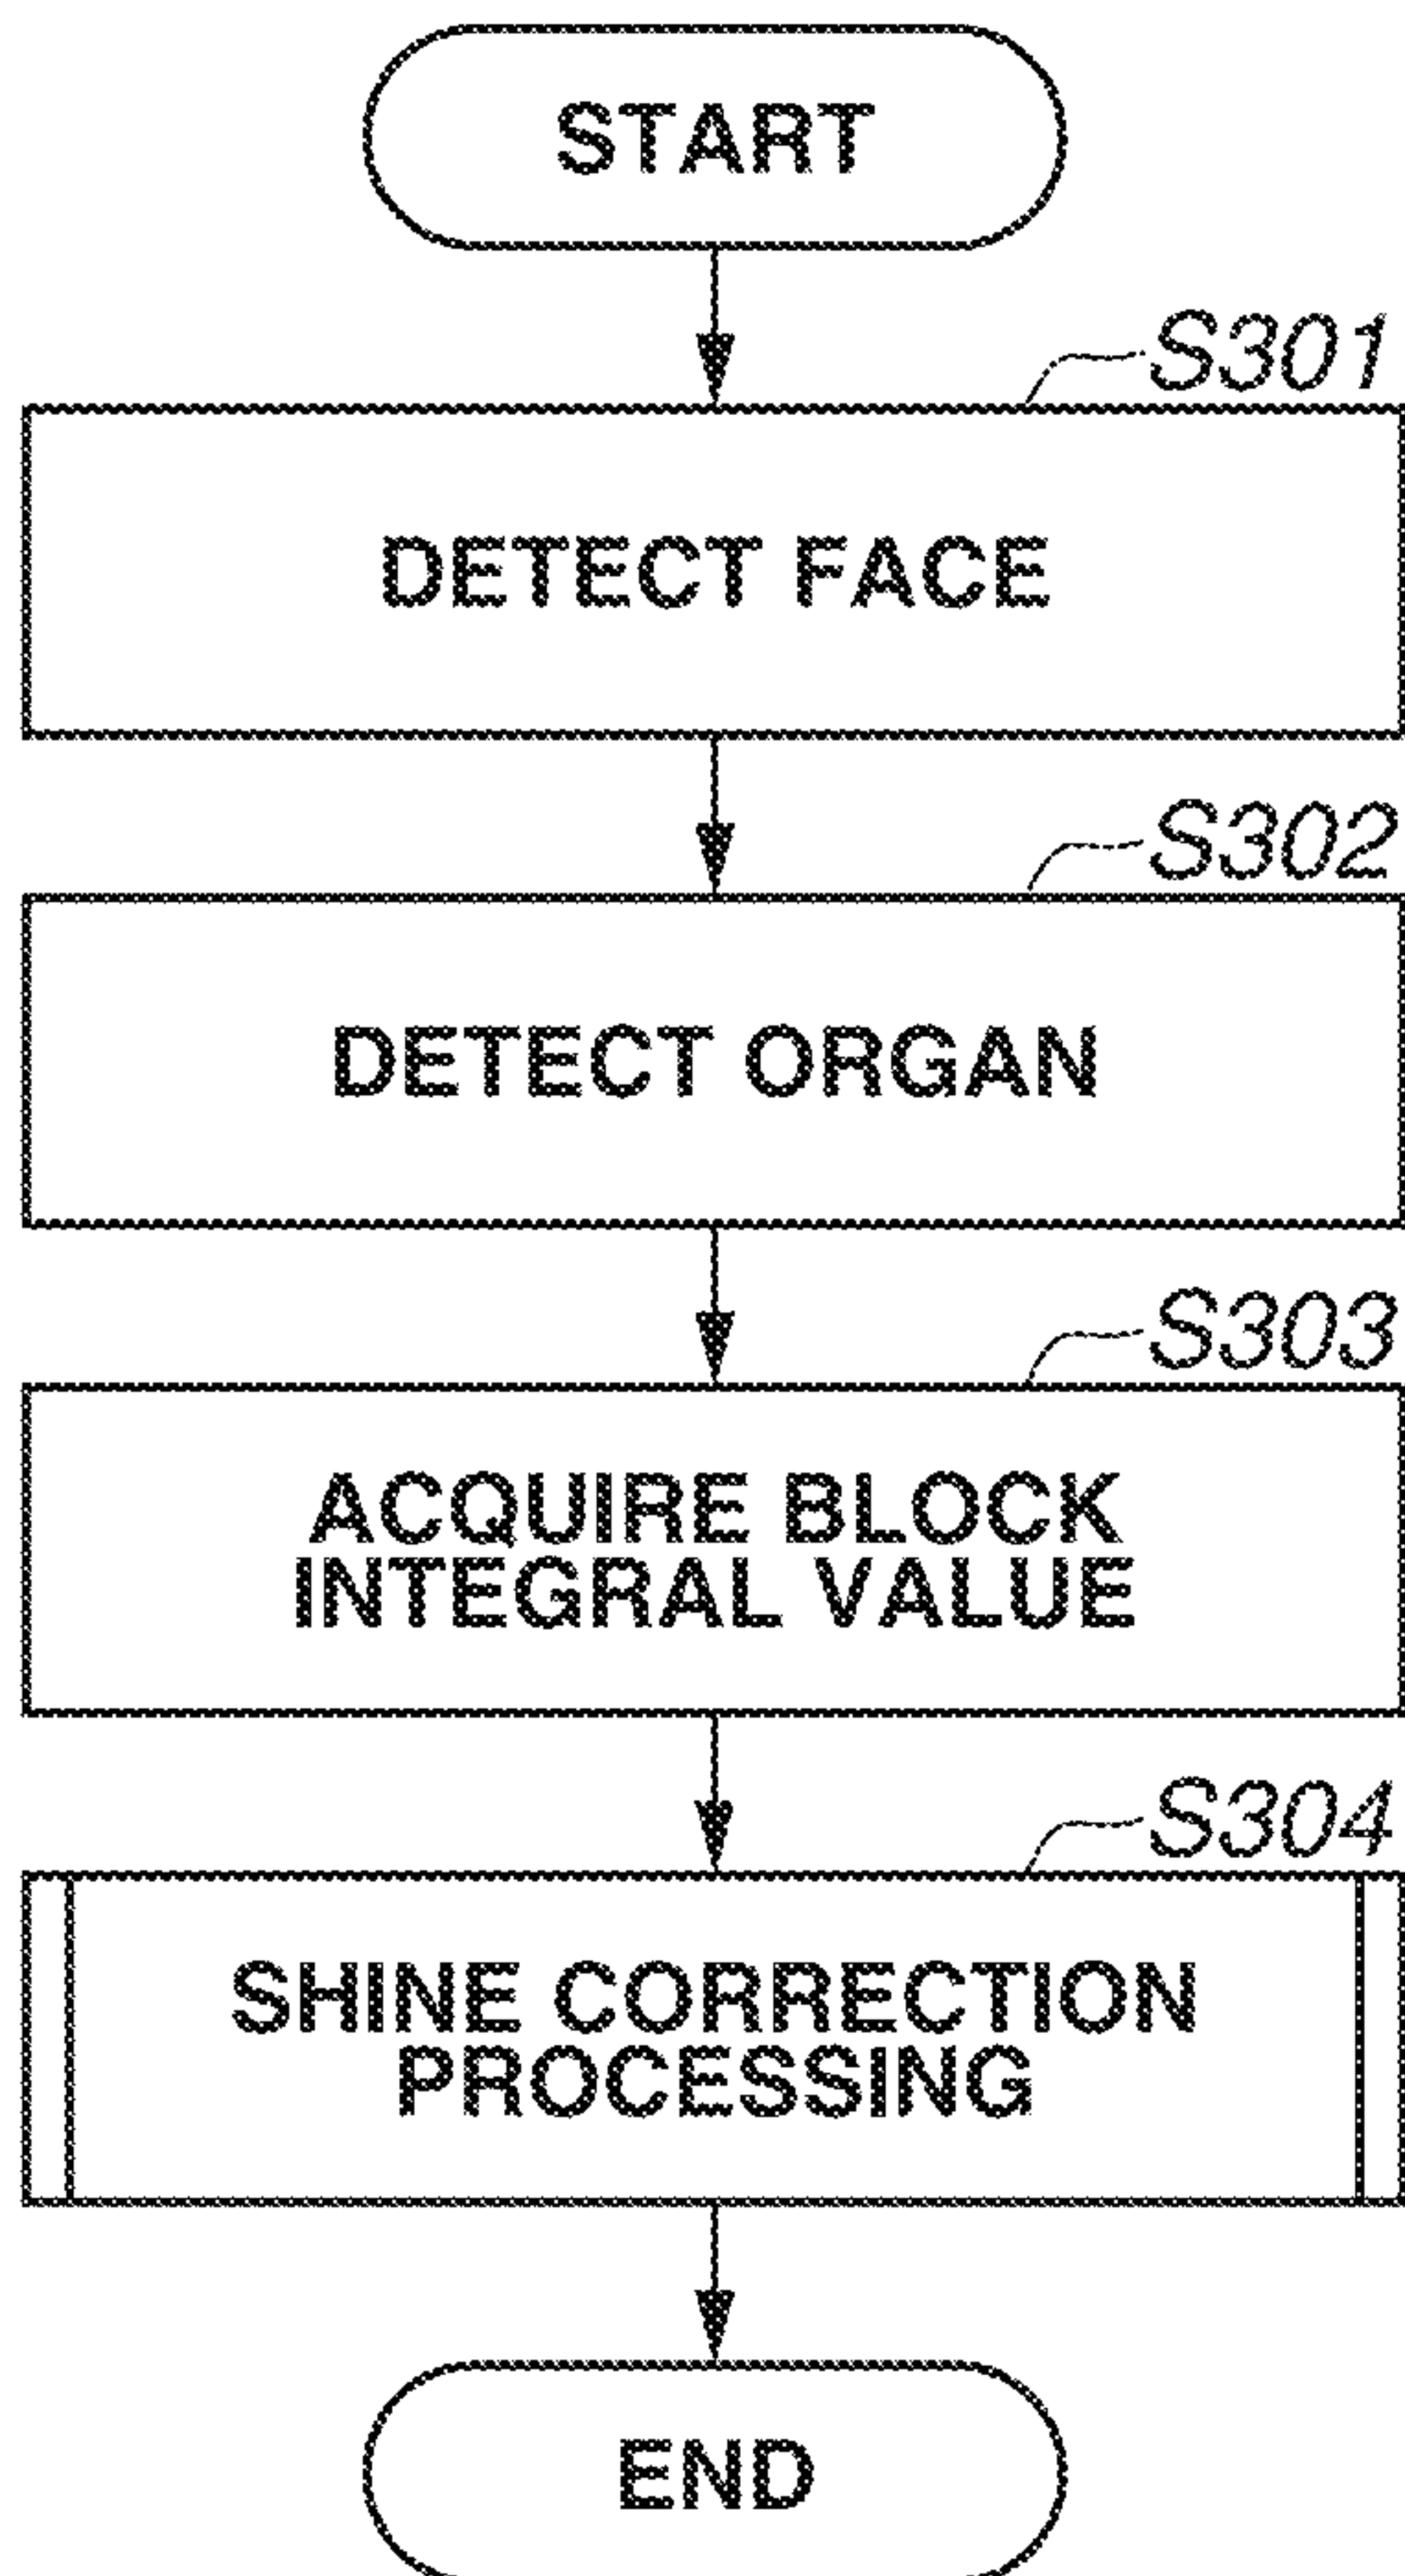 START
S301
DETECT FACE
S302
DETECT ORGAN
S303
ACQUIRE BLOCK
INTEGRAL VALUE
S304
SHINE CORRECTION
PROCESSING
END